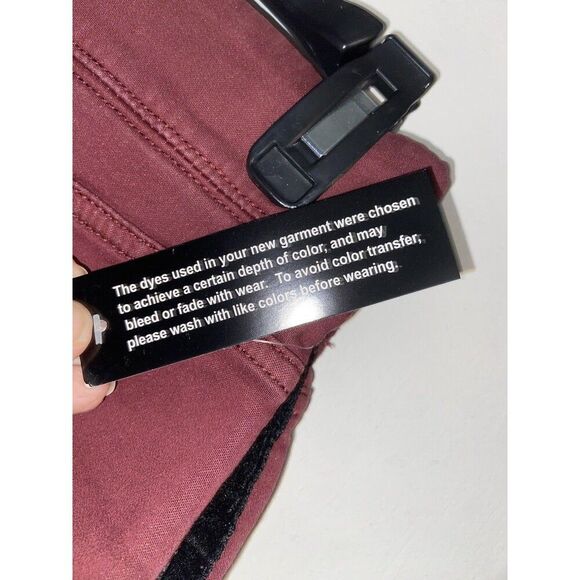 The dyes used in your new garment were chosen
to achieve a certain depth of color, and may
bleed or fade with wear. To avoid color transfer,
please wash with like colors before wearing.